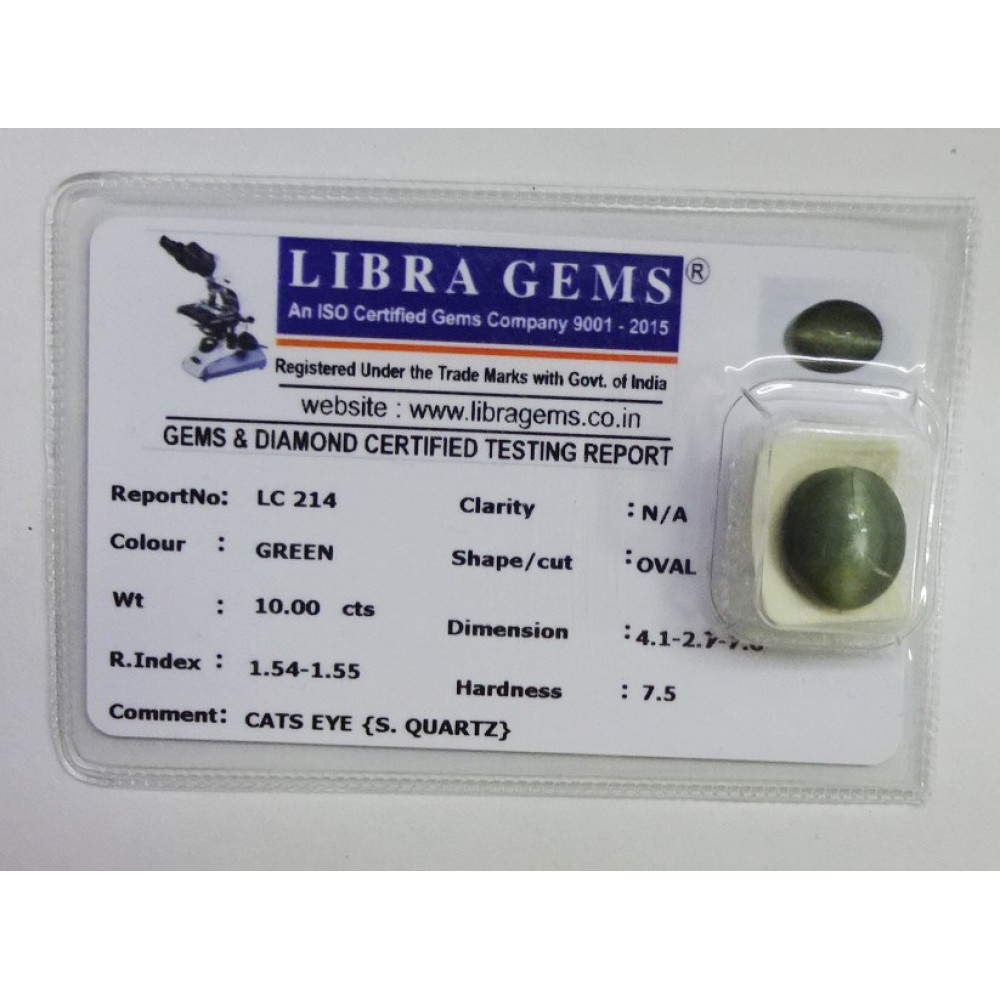 LIBRA GEMS ®
An ISO Certified Gems Company 9001 - 2015
Registered Under the Trade Marks with Govt. of India
website : www.libragems.co.in
GEMS & DIAMOND CERTIFIED TESTING REPORT
ReportNo: LC 214
Colour : GREEN
Wt : 10.00 cts
R.Index : 1.54-1.55
Comment: CATS EYE {S. QUARTZ}
Clarity : N/A
Shape/cut : OVAL
Dimension :
Hardness : 7.5